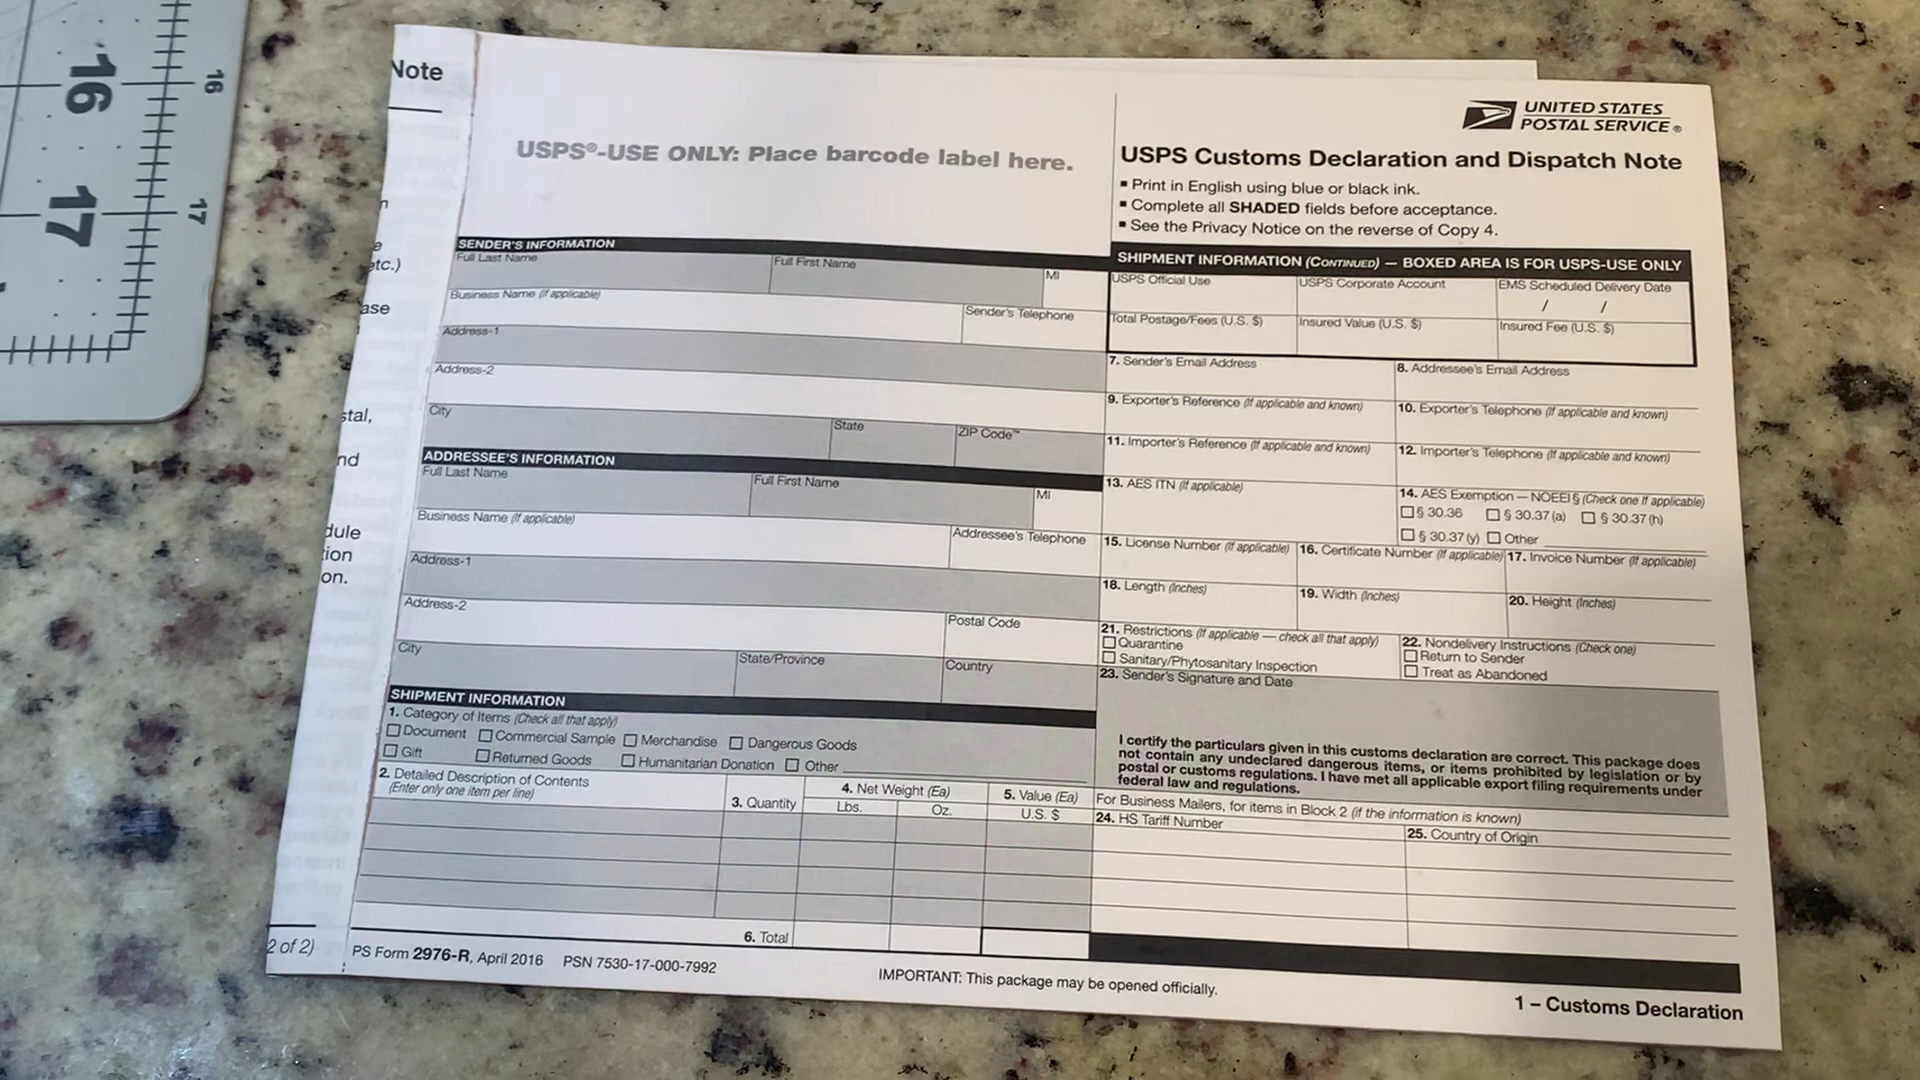 16
16
17
17
Note
n
e
etc.)
ase
stal,
nd
dule
ion
on.
2 of 2)
UNITED STATES
POSTAL SERVICE®
USPS®-USE ONLY: Place barcode label here.
USPS Customs Declaration and Dispatch Note
▪ Print in English using blue or black ink.
▪ Complete all SHADED fields before acceptance.
▪ See the Privacy Notice on the reverse of Copy 4.
SENDER'S INFORMATION
Full Last Name
Full First Name
MI
Business Name (If applicable)
Sender's Telephone
Address-1
Address-2
City
State
ZIP Code™
ADDRESSEE'S INFORMATION
Full Last Name
Full First Name
MI
Business Name (If applicable)
Addressee's Telephone
Address-1
Address-2
Postal Code
City
State/Province
Country
SHIPMENT INFORMATION
1. Category of Items (Check all that apply)
Document
Commercial Sample
Merchandise
Dangerous Goods
Gift
Returned Goods
Humanitarian Donation
Other
2. Detailed Description of Contents
(Enter only one item per line)
3. Quantity
4. Net Weight (Ea)
Lbs.
Oz.
5. Value (Ea)
U.S. $
6. Total
SHIPMENT INFORMATION (CONTINUED) — BOXED AREA IS FOR USPS-USE ONLY
USPS Official Use
USPS Corporate Account
EMS Scheduled Delivery Date
/ /
Total Postage/Fees (U.S. $)
Insured Value (U.S. $)
Insured Fee (U.S. $)
7. Sender's Email Address
8. Addressee's Email Address
9. Exporter's Reference (If applicable and known)
10. Exporter's Telephone (If applicable and known)
11. Importer's Reference (If applicable and known)
12. Importer's Telephone (If applicable and known)
13. AES ITN (If applicable)
14. AES Exemption — NOEEI § (Check one If applicable)
§ 30.36
§ 30.37 (a)
§ 30.37 (h)
§ 30.37 (y)
Other
15. License Number (If applicable)
16. Certificate Number (If applicable)
17. Invoice Number (If applicable)
18. Length (Inches)
19. Width (Inches)
20. Height (Inches)
21. Restrictions (If applicable — check all that apply)
Quarantine
Sanitary/Phytosanitary Inspection
22. Nondelivery Instructions (Check one)
Return to Sender
Treat as Abandoned
23. Sender's Signature and Date
I certify the particulars given in this customs declaration are correct. This package does
not contain any undeclared dangerous items, or items prohibited by legislation or by
postal or customs regulations. I have met all applicable export filing requirements under
federal law and regulations.
For Business Mailers, for items in Block 2 (if the information is known)
24. HS Tariff Number
25. Country of Origin
PS Form 2976-R, April 2016 PSN 7530-17-000-7992
IMPORTANT: This package may be opened officially.
1 – Customs Declaration